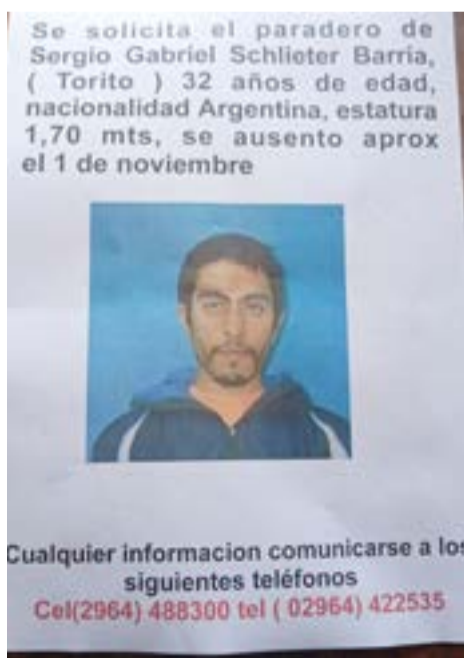 Se solicita el paradero de
Sergio Gabriel Schlieter Barria,
( Torito ) 32 años de edad,
nacionalidad Argentina, estatura
1,70 mts, se ausento aprox
el 1 de noviembre
Cualquier informacion comunicarse a los
siguientes teléfonos
Cel(2964) 488300 tel ( 02964) 422535